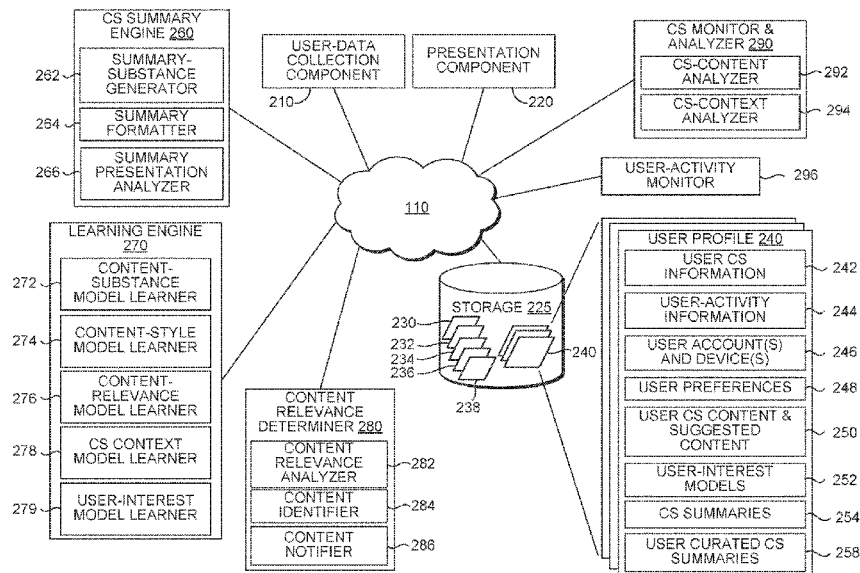 CS SUMMARY
ENGINE 260
262
SUMMARY-
SUBSTANCE
GENERATOR
264
SUMMARY
FORMATTER
266
SUMMARY
PRESENTATION
ANALYZER
USER-DATA
COLLECTION
COMPONENT
210
PRESENTATION
COMPONENT
220
CS MONITOR &
ANALYZER 290
CS-CONTENT
ANALYZER
292
CS-CONTEXT
ANALYZER
294
USER-ACTIVITY
MONITOR
296
110
LEARNING ENGINE
270
272
CONTENT-
SUBSTANCE
MODEL LEARNER
274
CONTENT-STYLE
MODEL LEARNER
276
CONTENT-
RELEVANCE
MODEL LEARNER
278
CS CONTEXT
MODEL LEARNER
279
USER-INTEREST
MODEL LEARNER
CONTENT
RELEVANCE
DETERMINER 280
CONTENT
RELEVANCE
ANALYZER
282
CONTENT
IDENTIFIER
284
CONTENT
NOTIFIER
286
STORAGE 225
230
232
234
236
238
240
USER PROFILE 240
USER CS
INFORMATION
242
USER-ACTIVITY
INFORMATION
244
USER ACCOUNT(S)
AND DEVICE(S)
246
USER PREFERENCES
248
USER CS CONTENT &
SUGGESTED
CONTENT
250
USER-INTEREST
MODELS
252
CS SUMMARIES
254
USER CURATED CS
SUMMARIES
258